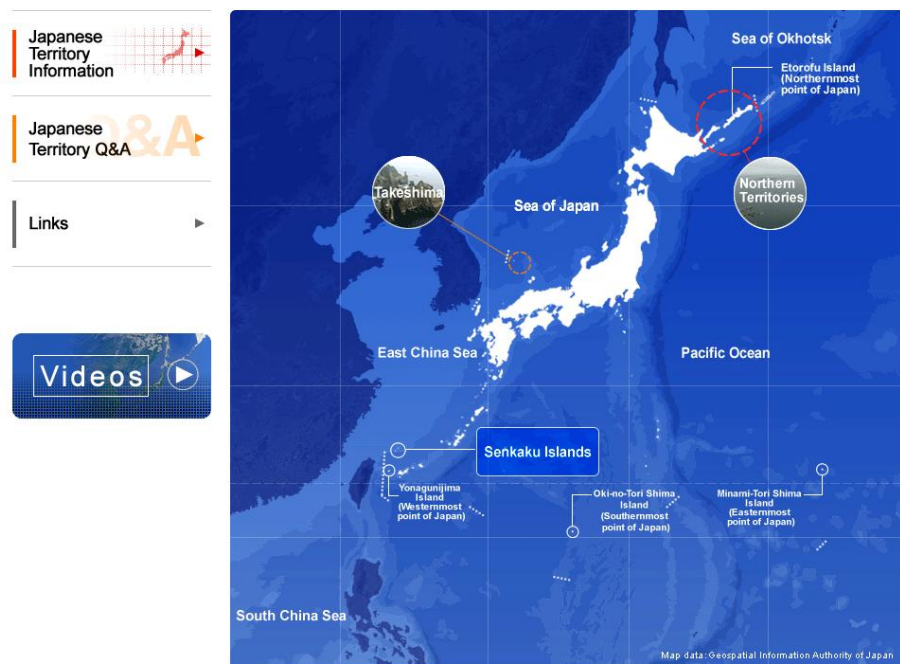 Japanese
Territory
Information
Q&A
Japanese
Territory Q&A
Links
Videos
Sea of Okhotsk
Etorofu Island
(Northernmost
point of Japan)
Takeshima
Northern
Territories
Sea of Japan
East China Sea
Pacific Ocean
Senkaku Islands
Yonagunijima
Island
(Westernmost
point of Japan)
Oki-no-Tori Shima
Island
(Southernmost
point of Japan)
Minami-Tori Shima
Island
(Easternmost
point of Japan)
South China Sea
Map data: Geospatial Information Authority of Japan